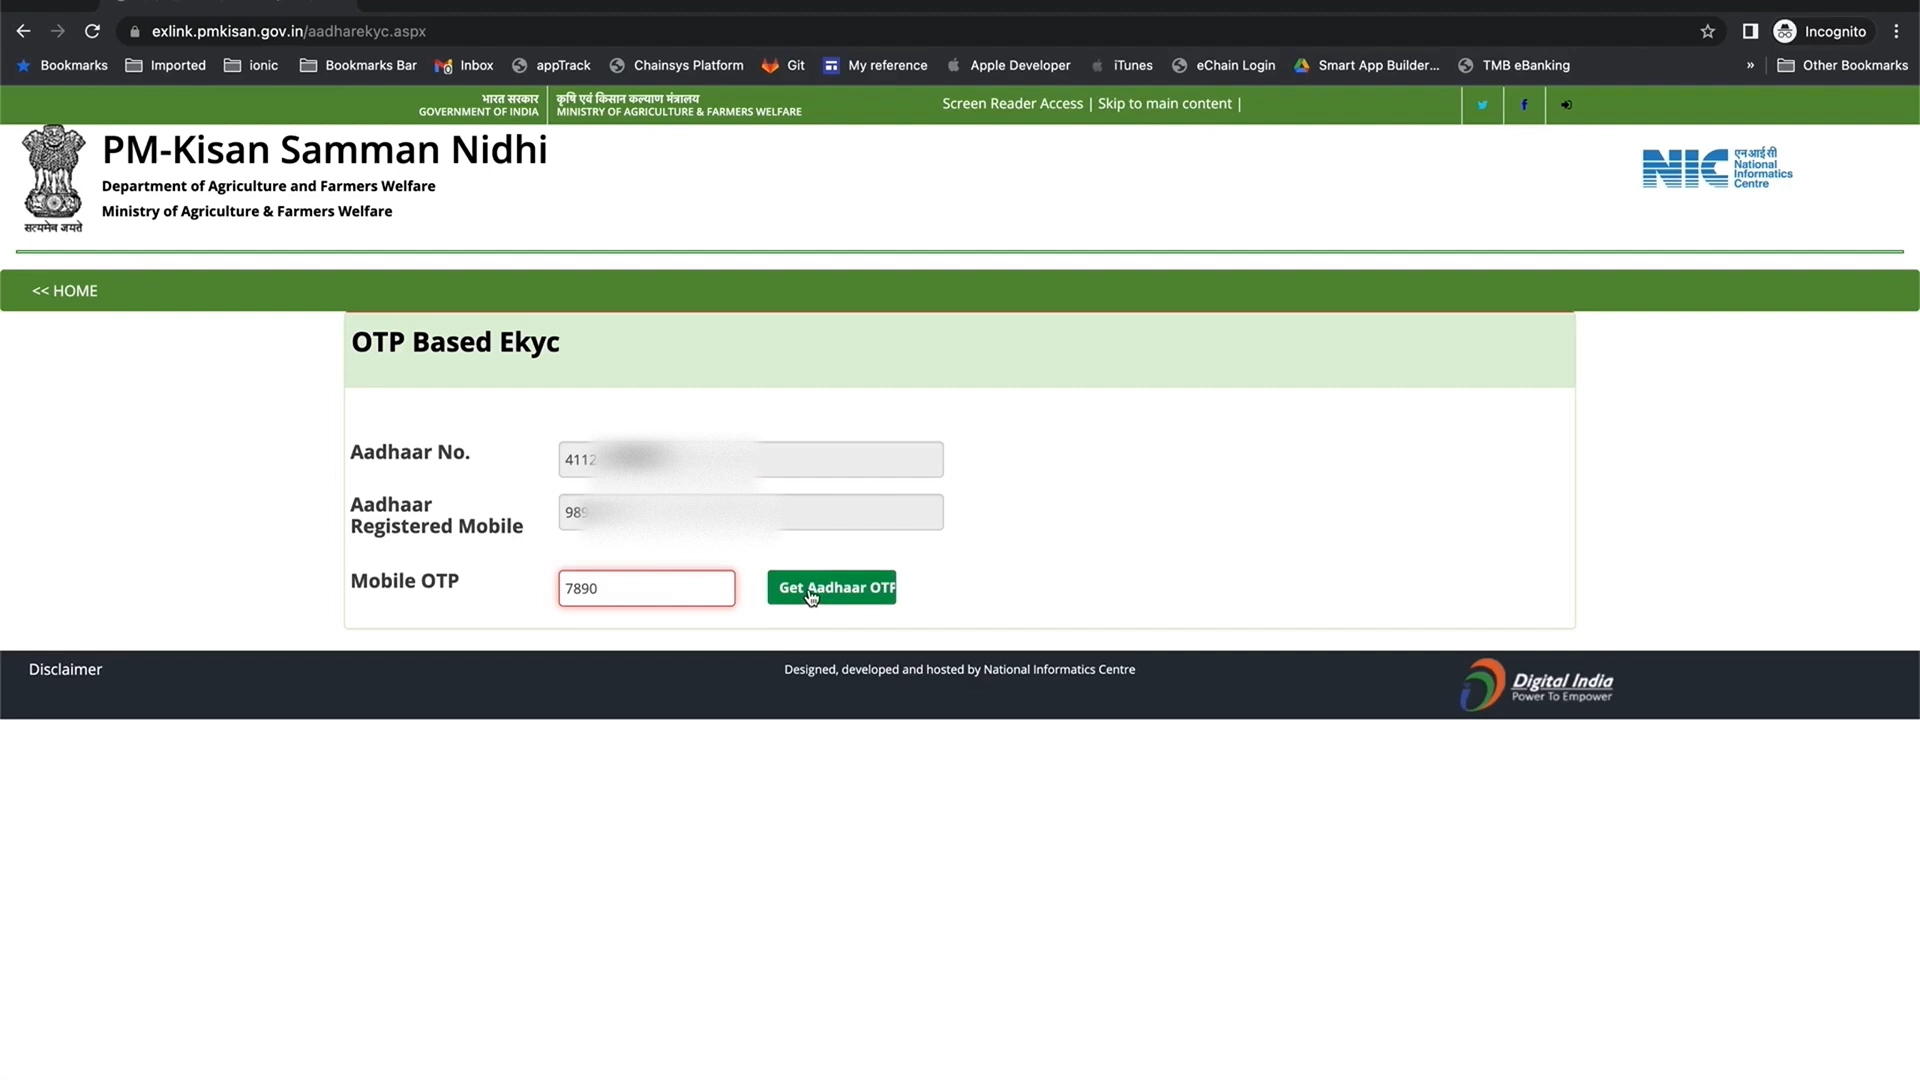 exlink.pmkisan.gov.in/aadharekyc.aspx
Incognito
Bookmarks Imported ionic Bookmarks Bar Inbox appTrack Chainsys Platform Git My reference Apple Developer iTunes eChain Login Smart App Builder... TMB eBanking » Other Bookmarks
भारत सरकार
GOVERNMENT OF INDIA
कृषि एवं किसान कल्याण मंत्रालय
MINISTRY OF AGRICULTURE & FARMERS WELFARE
Screen Reader Access | Skip to main content |
PM-Kisan Samman Nidhi
Department of Agriculture and Farmers Welfare
Ministry of Agriculture & Farmers Welfare
सत्यमेव जयते
NIC
एनआईसी
National
Informatics
Centre
<< HOME
OTP Based Ekyc
Aadhaar No.
4112
Aadhaar
Registered Mobile
989
Mobile OTP
7890
Get Aadhaar OTP
Disclaimer
Designed, developed and hosted by National Informatics Centre
Digital India
Power To Empower